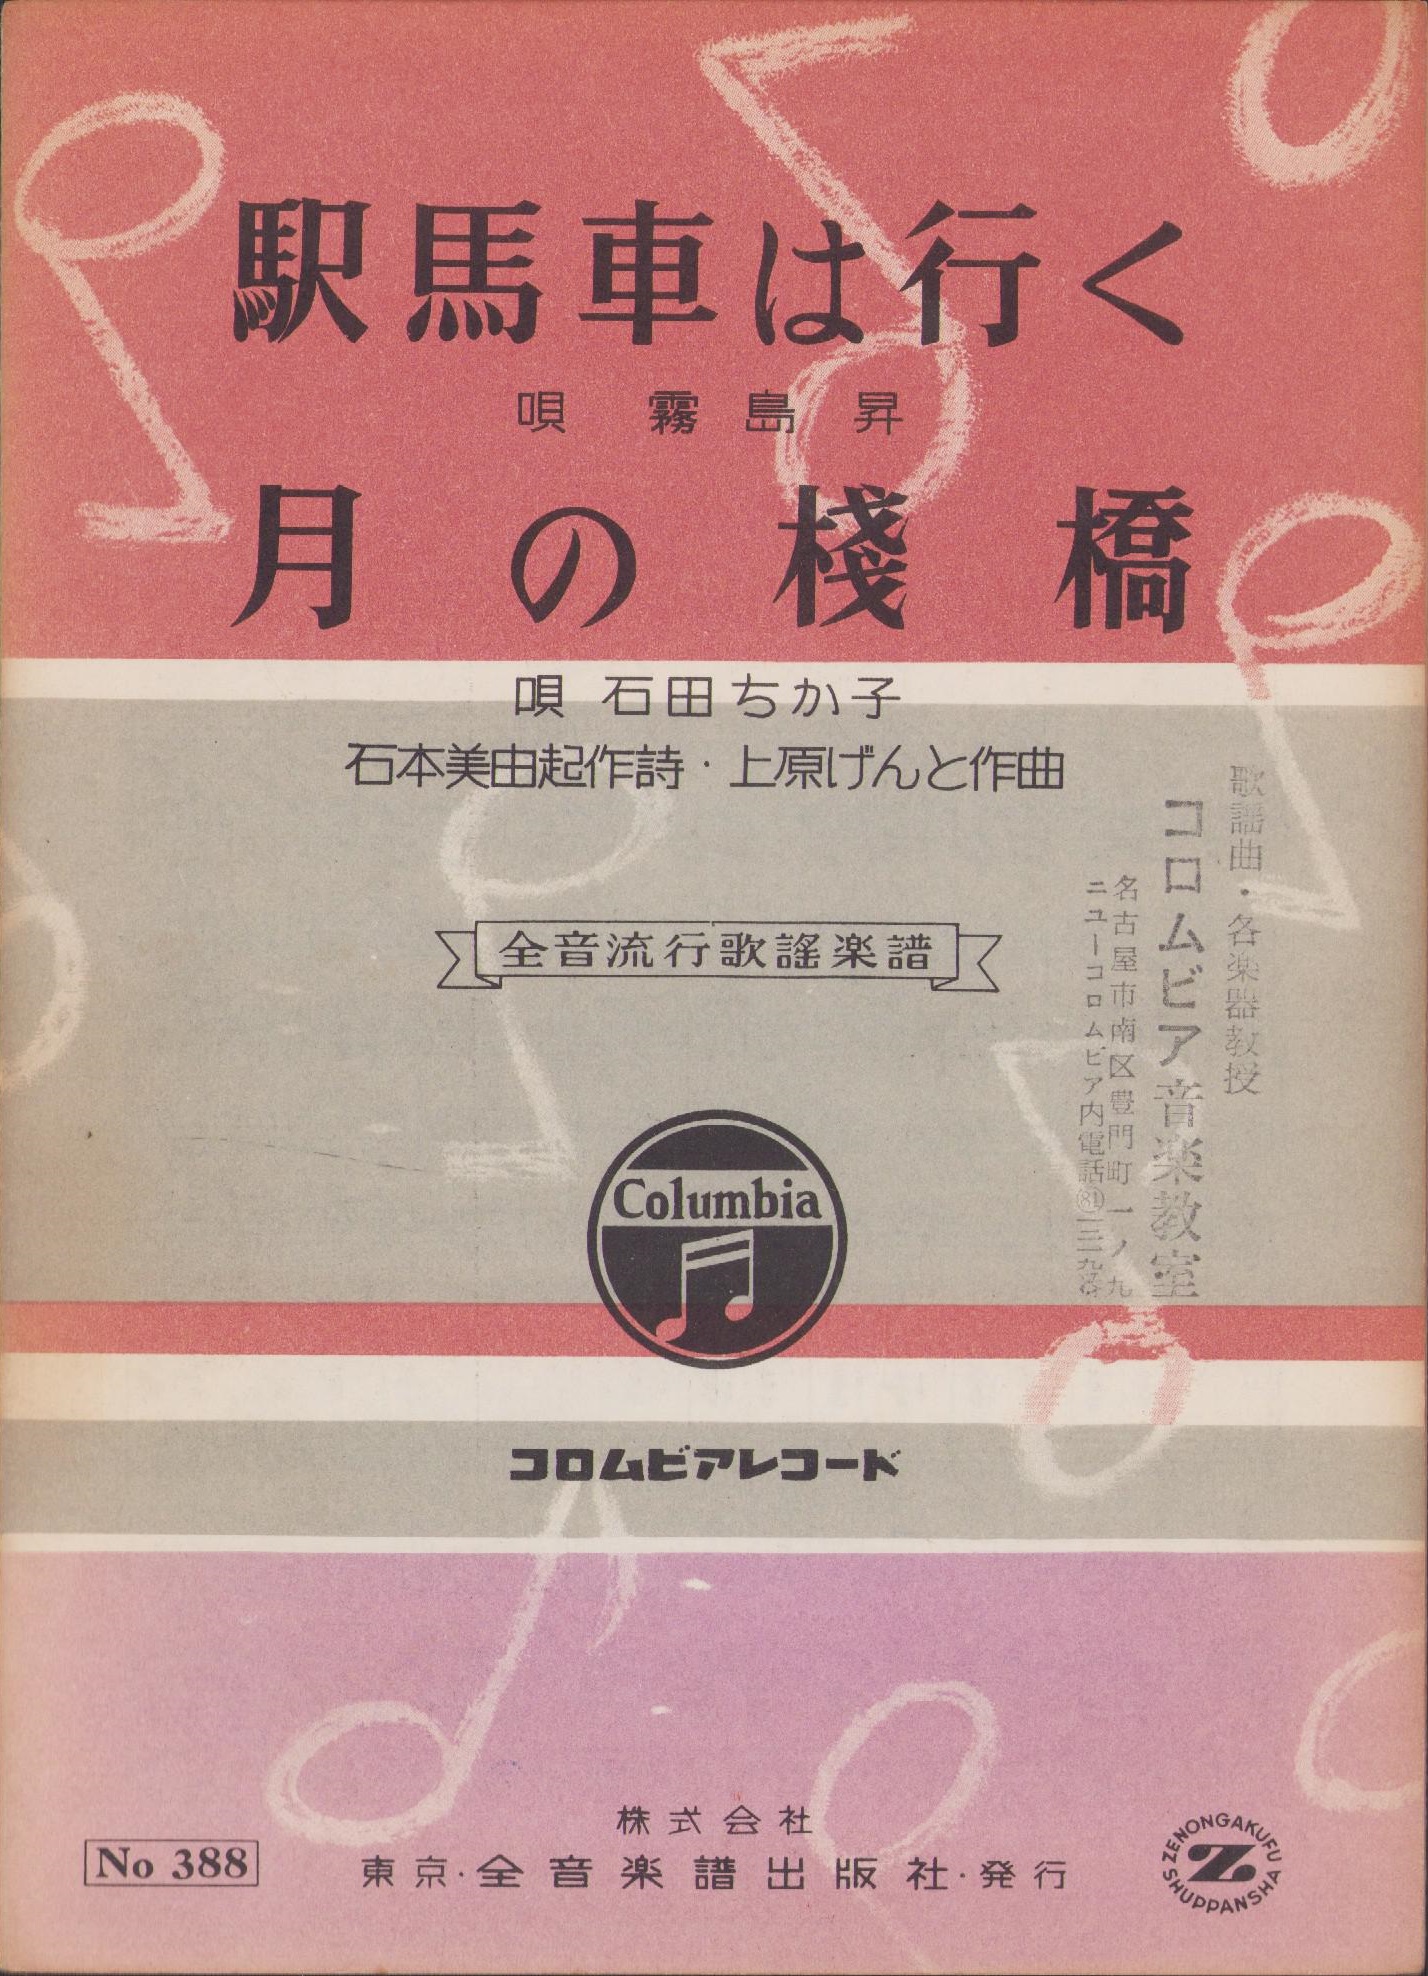 駅馬車は行く
唄 霧島昇
月の棧橋
唄 石田ちか子
石本美由起作詩・上原げんと作曲
全音流行歌謠楽譜
歌謡曲・各楽器教授
コロムビア音楽教室
名古屋市南区豊門町一ノ九
ニューコロムビア内電話
Columbia
コロムビアレコード
株式会社
東京・全音楽譜出版社・発行
No 388
ZENONGAKUFU
Z
SHUPPANSHA